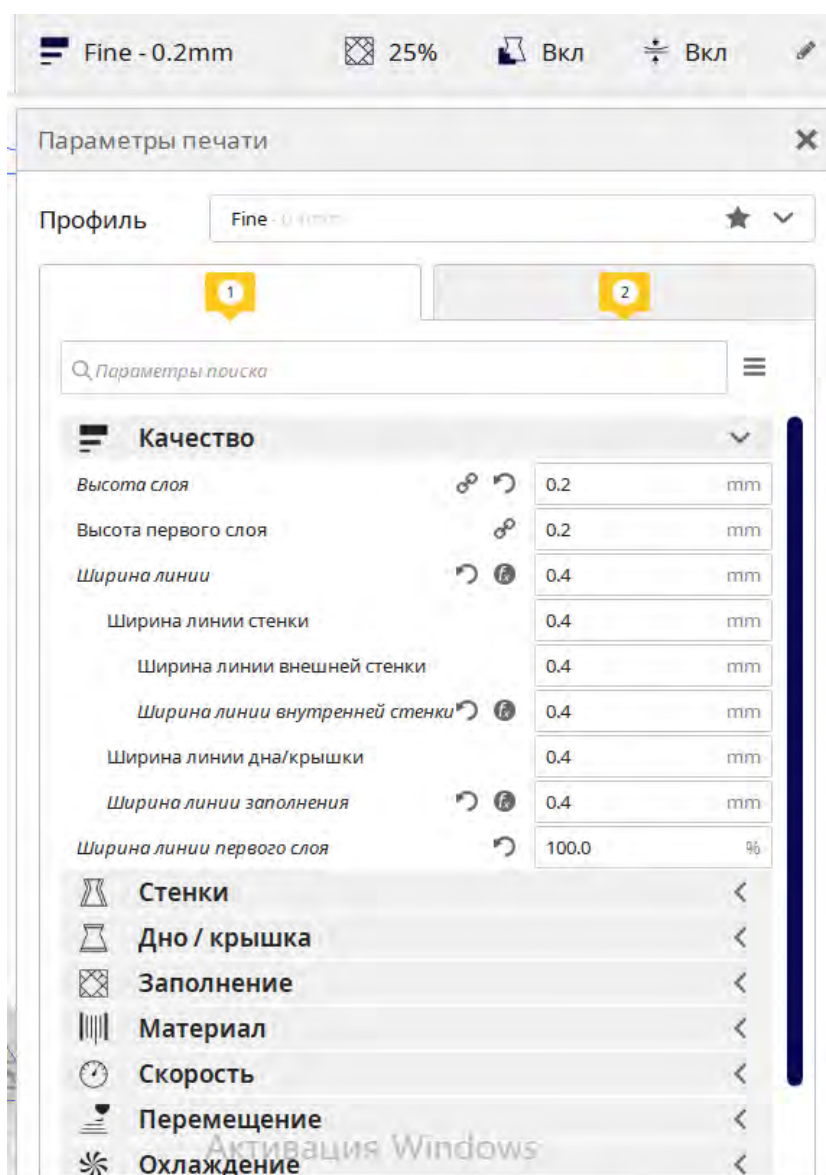 Fine - 0.2mm 25% Вкл Вкл
Параметры печати
Профиль Fine
1 2
Параметры поиска
Качество
Высота слоя 0.2 mm
Высота первого слоя 0.2 mm
Ширина линии 0.4 mm
Ширина линии стенки 0.4 mm
Ширина линии внешней стенки 0.4 mm
Ширина линии внутренней стенки 0.4 mm
Ширина линии дна/крышки 0.4 mm
Ширина линии заполнения 0.4 mm
Ширина линии первого слоя 100.0 %
Стенки
Дно / крышка
Заполнение
Материал
Скорость
Перемещение
Активация Windows
Охлаждение